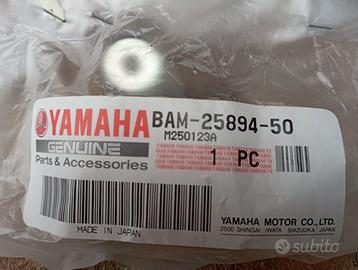 YAMAHA
GENUINE
Parts & Accessories
BAM-25894-50
M250123A
1 PC
MADE IN JAPAN
YAMAHA MOTOR CO.,LTD.
2500 SHINGAI IWATA SHIZUOKA JAPAN
subito